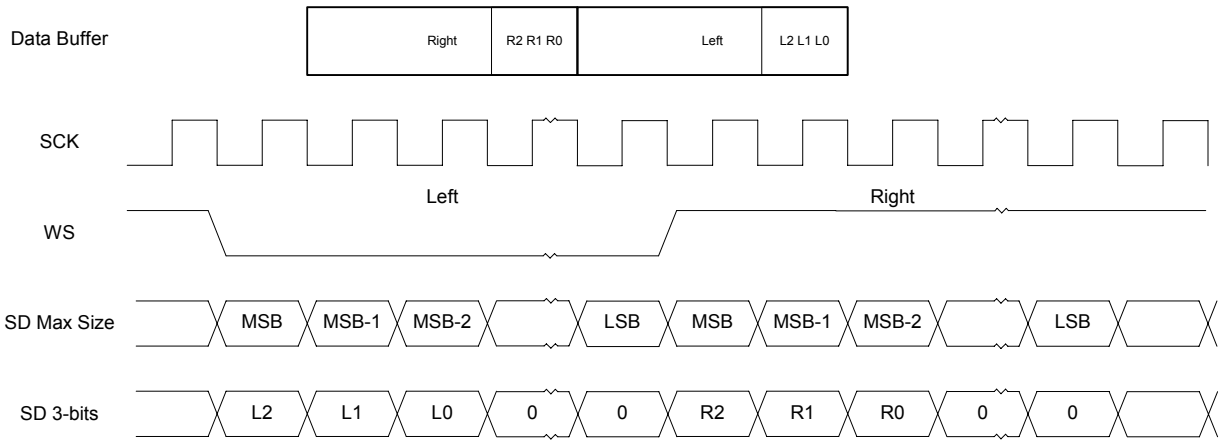 Data Buffer Right R2 R1 R0 Left L2 L1 L0
SCK
Left Right
WS
SD Max Size MSB MSB-1 MSB-2 LSB MSB MSB-1 MSB-2 LSB
SD 3-bits L2 L1 L0 0 0 R2 R1 R0 0 0